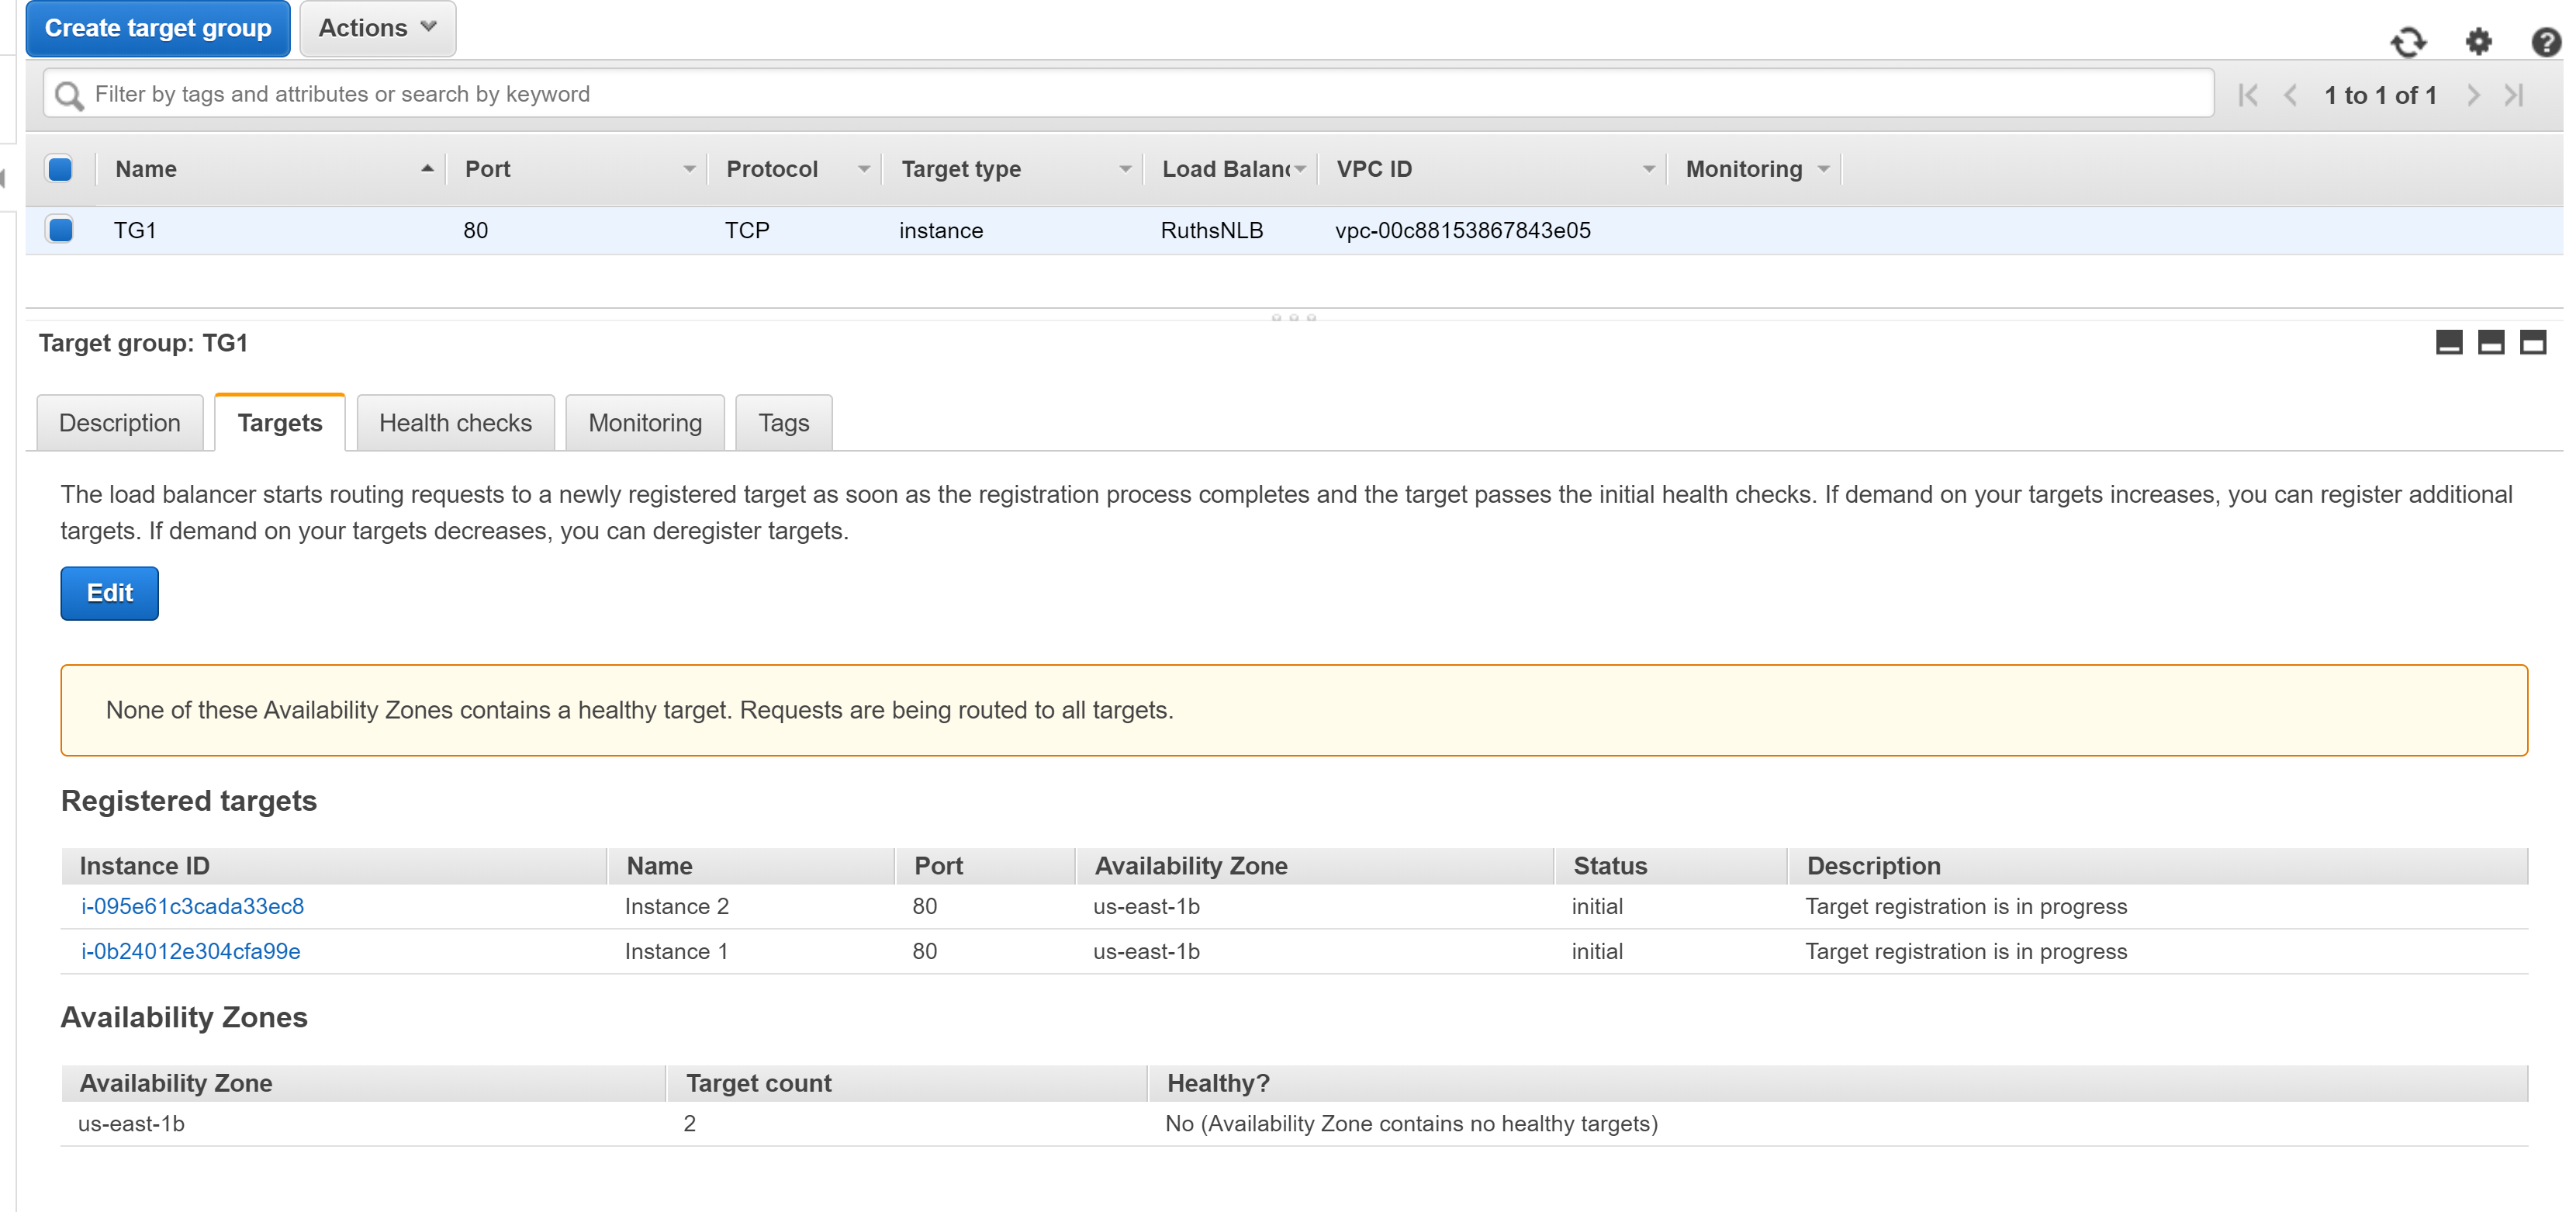 Create target group Actions
Filter by tags and attributes or search by keyword 1 to 1 of 1
Name Port Protocol Target type Load Balanc VPC ID Monitoring
TG1 80 TCP instance RuthsNLB vpc-00c88153867843e05
Target group: TG1
Description Targets Health checks Monitoring Tags
The load balancer starts routing requests to a newly registered target as soon as the registration process completes and the target passes the initial health checks. If demand on your targets increases, you can register additional
targets. If demand on your targets decreases, you can deregister targets.
Edit
None of these Availability Zones contains a healthy target. Requests are being routed to all targets.
Registered targets
Instance ID Name Port Availability Zone Status Description
i-095e61c3cada33ec8 Instance 2 80 us-east-1b initial Target registration is in progress
i-0b24012e304cfa99e Instance 1 80 us-east-1b initial Target registration is in progress
Availability Zones
Availability Zone Target count Healthy?
us-east-1b 2 No (Availability Zone contains no healthy targets)